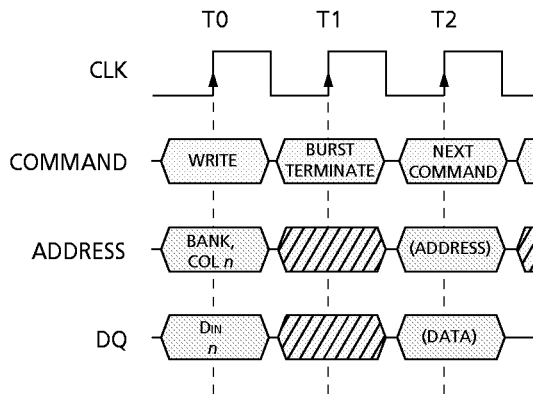 T0 T1 T2
CLK
COMMAND WRITE BURST TERMINATE NEXT COMMAND
ADDRESS BANK, COL n (ADDRESS)
DQ DIN n (DATA)